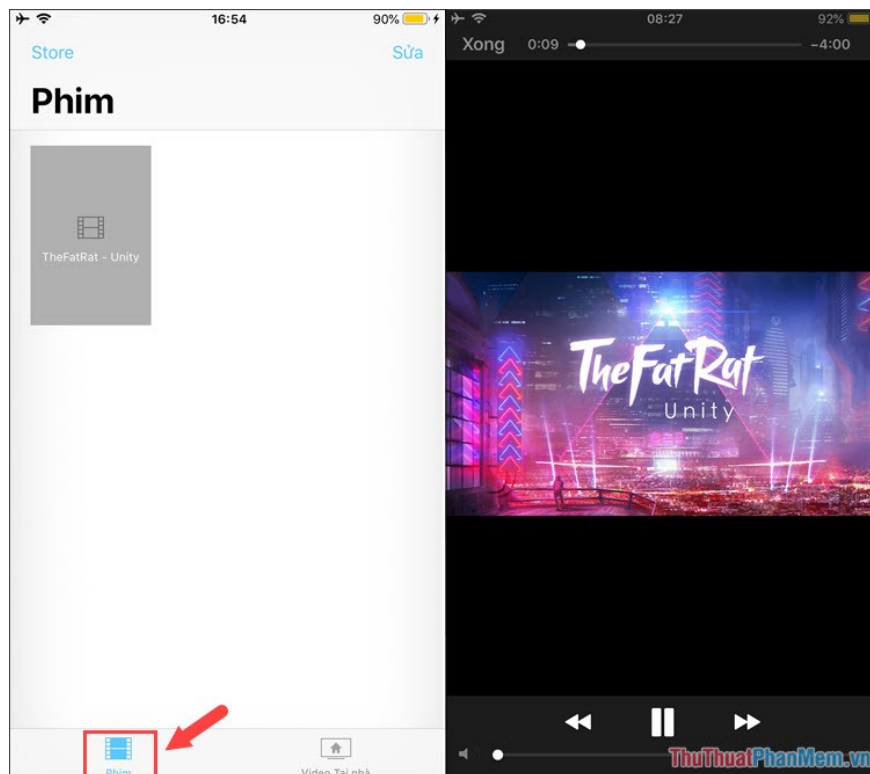 16:54
90%
Store
Sửa
Phim
TheFatRat - Unity
Phim
Video Tại nhà
08:27
92%
Xong
0:09
-4:00
TheFatRat
Unity
ThuThuatPhanMem.vn